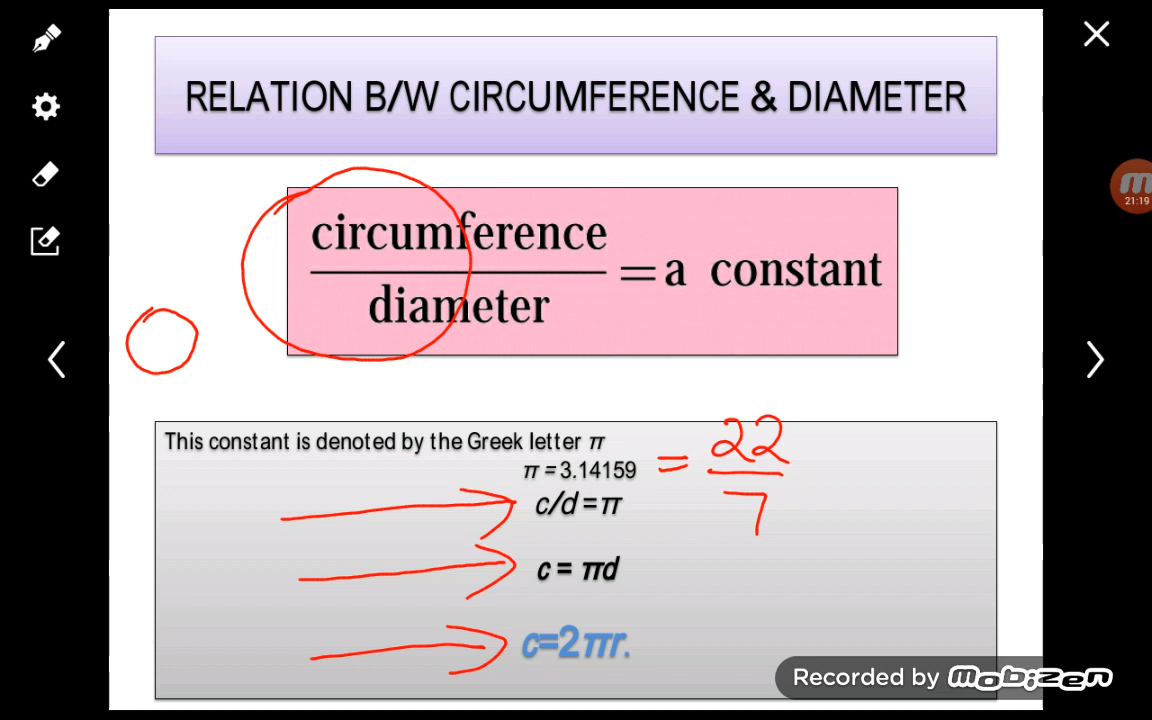 RELATION B/W CIRCUMFERENCE & DIAMETER
circumference
diameter
= a constant
21:19
This constant is denoted by the Greek letter π
π = 3.14159 = 22/7
c/d = π
c = πd
c=2πr.
Recorded by mobizen